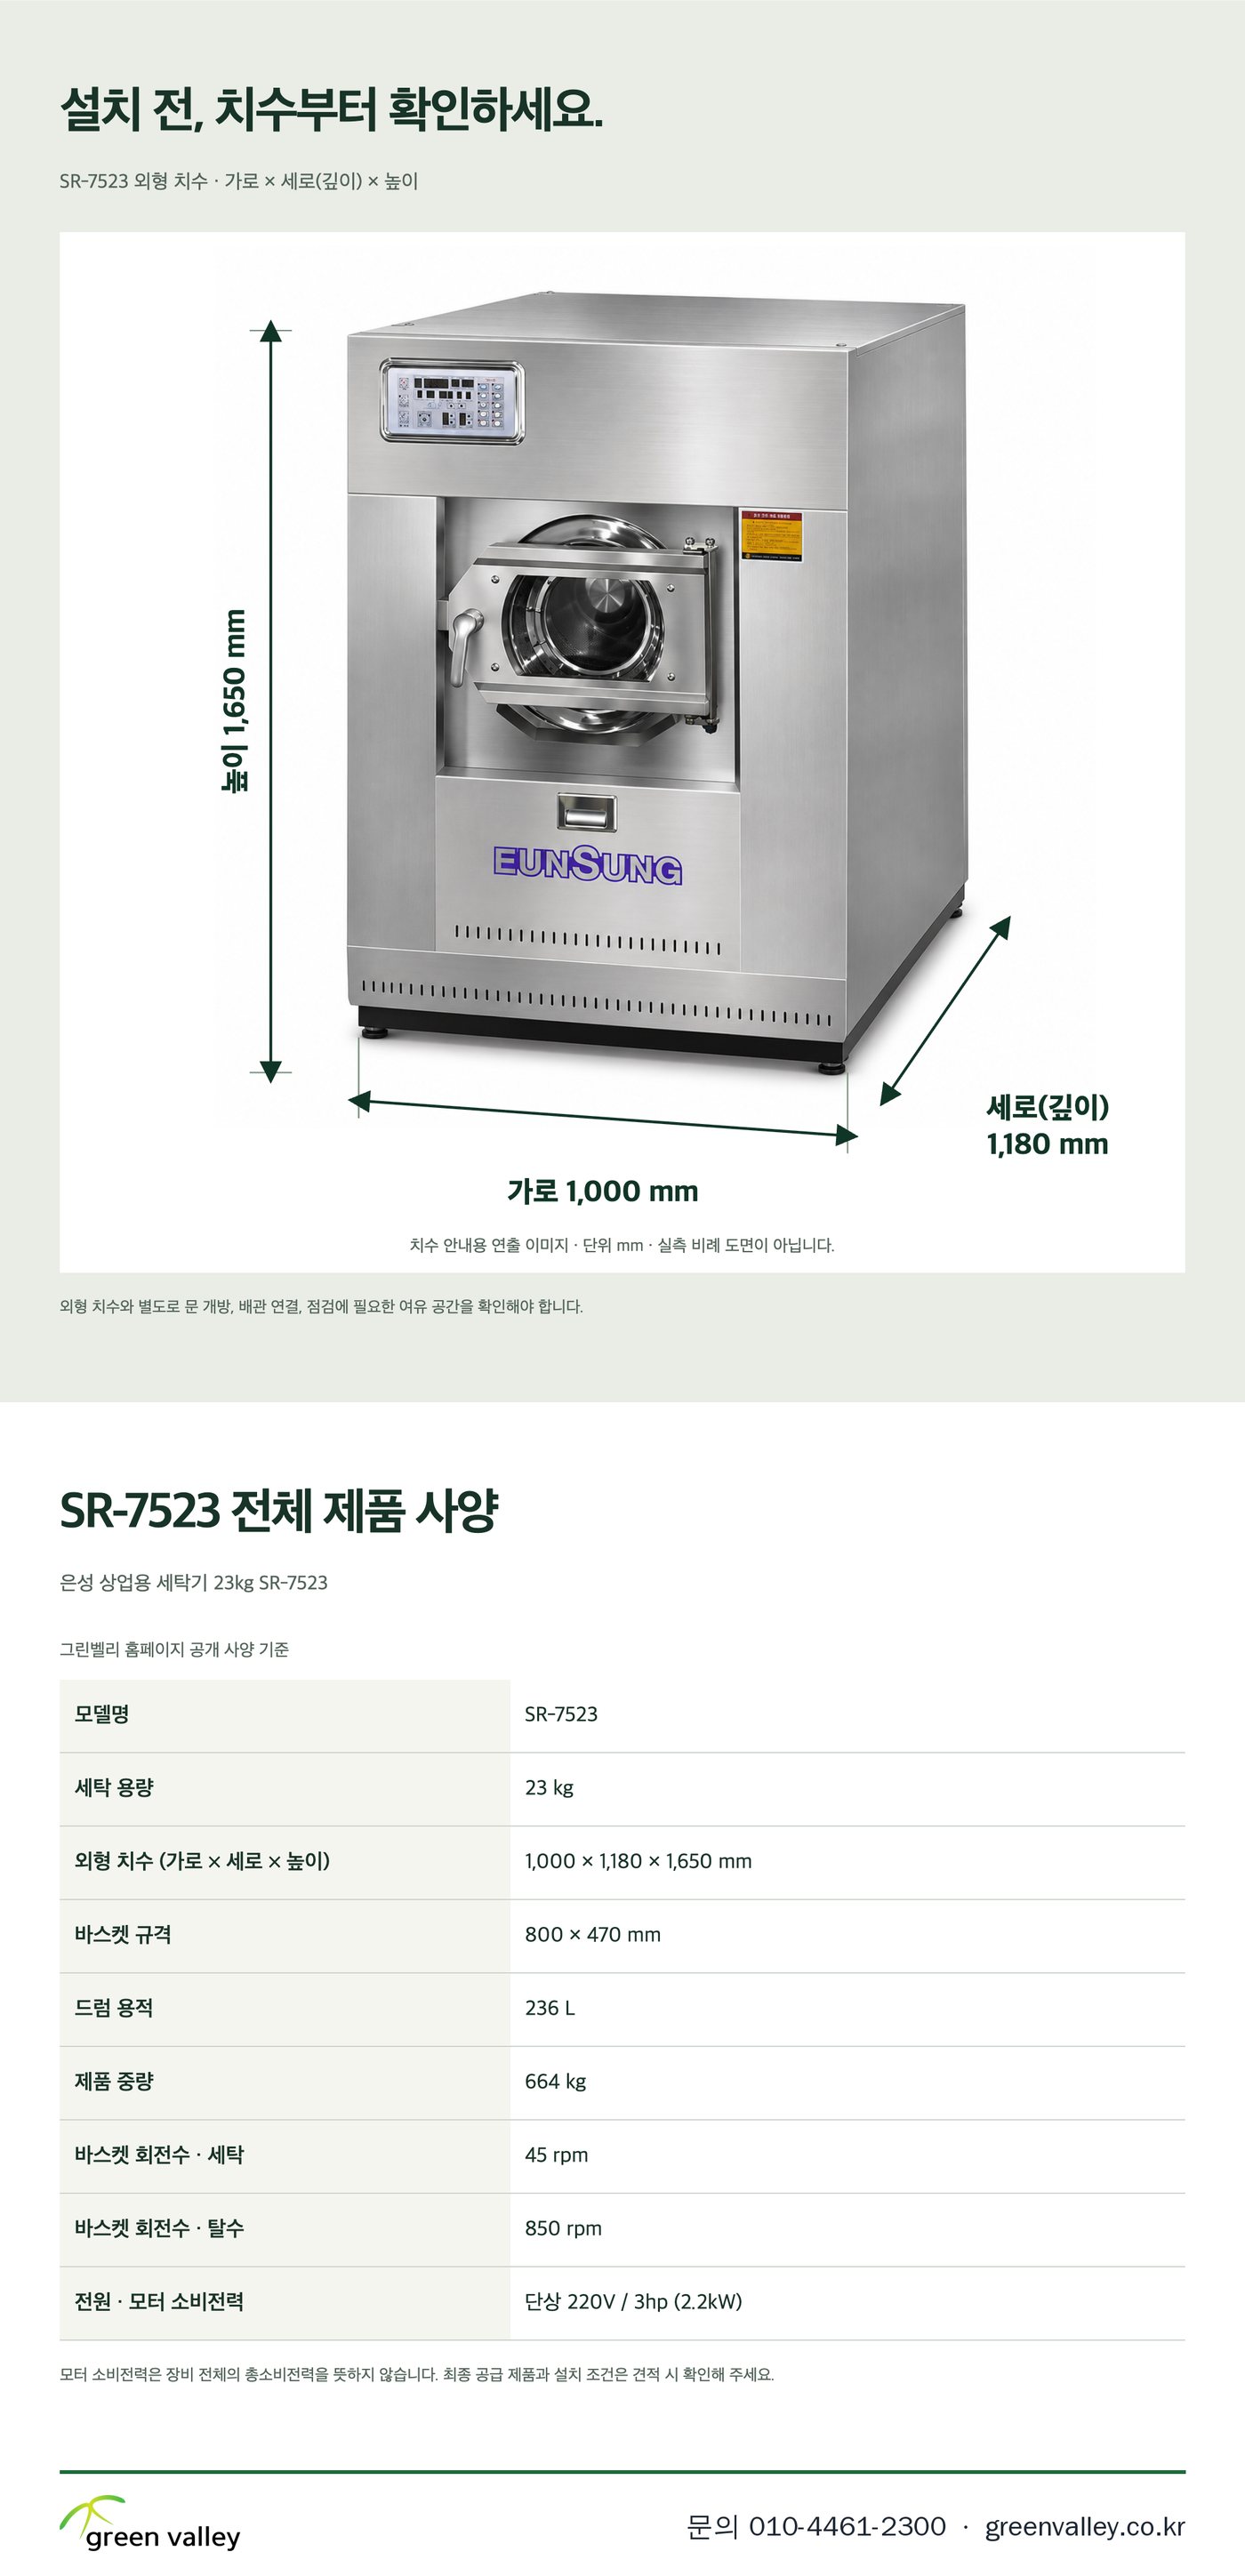 설치 전, 치수부터 확인하세요.
SR-7523 외형 치수 · 가로 × 세로(깊이) × 높이
높이 1,650 mm
EUNSUNG
세로(깊이)
1,180 mm
가로 1,000 mm
치수 안내용 연출 이미지 · 단위 mm · 실측 비례 도면이 아닙니다.
외형 치수와 별도로 문 개방, 배관 연결, 점검에 필요한 여유 공간을 확인해야 합니다.
SR-7523 전체 제품 사양
은성 상업용 세탁기 23kg SR-7523
그린벨리 홈페이지 공개 사양 기준
모델명 SR-7523
세탁 용량 23 kg
외형 치수 (가로 × 세로 × 높이) 1,000 × 1,180 × 1,650 mm
바스켓 규격 800 × 470 mm
드럼 용적 236 L
제품 중량 664 kg
바스켓 회전수 · 세탁 45 rpm
바스켓 회전수 · 탈수 850 rpm
전원 · 모터 소비전력 단상 220V / 3hp (2.2kW)
모터 소비전력은 장비 전체의 총소비전력을 뜻하지 않습니다. 최종 공급 제품과 설치 조건은 견적 시 확인해 주세요.
green valley
문의 010-4461-2300 · greenvalley.co.kr